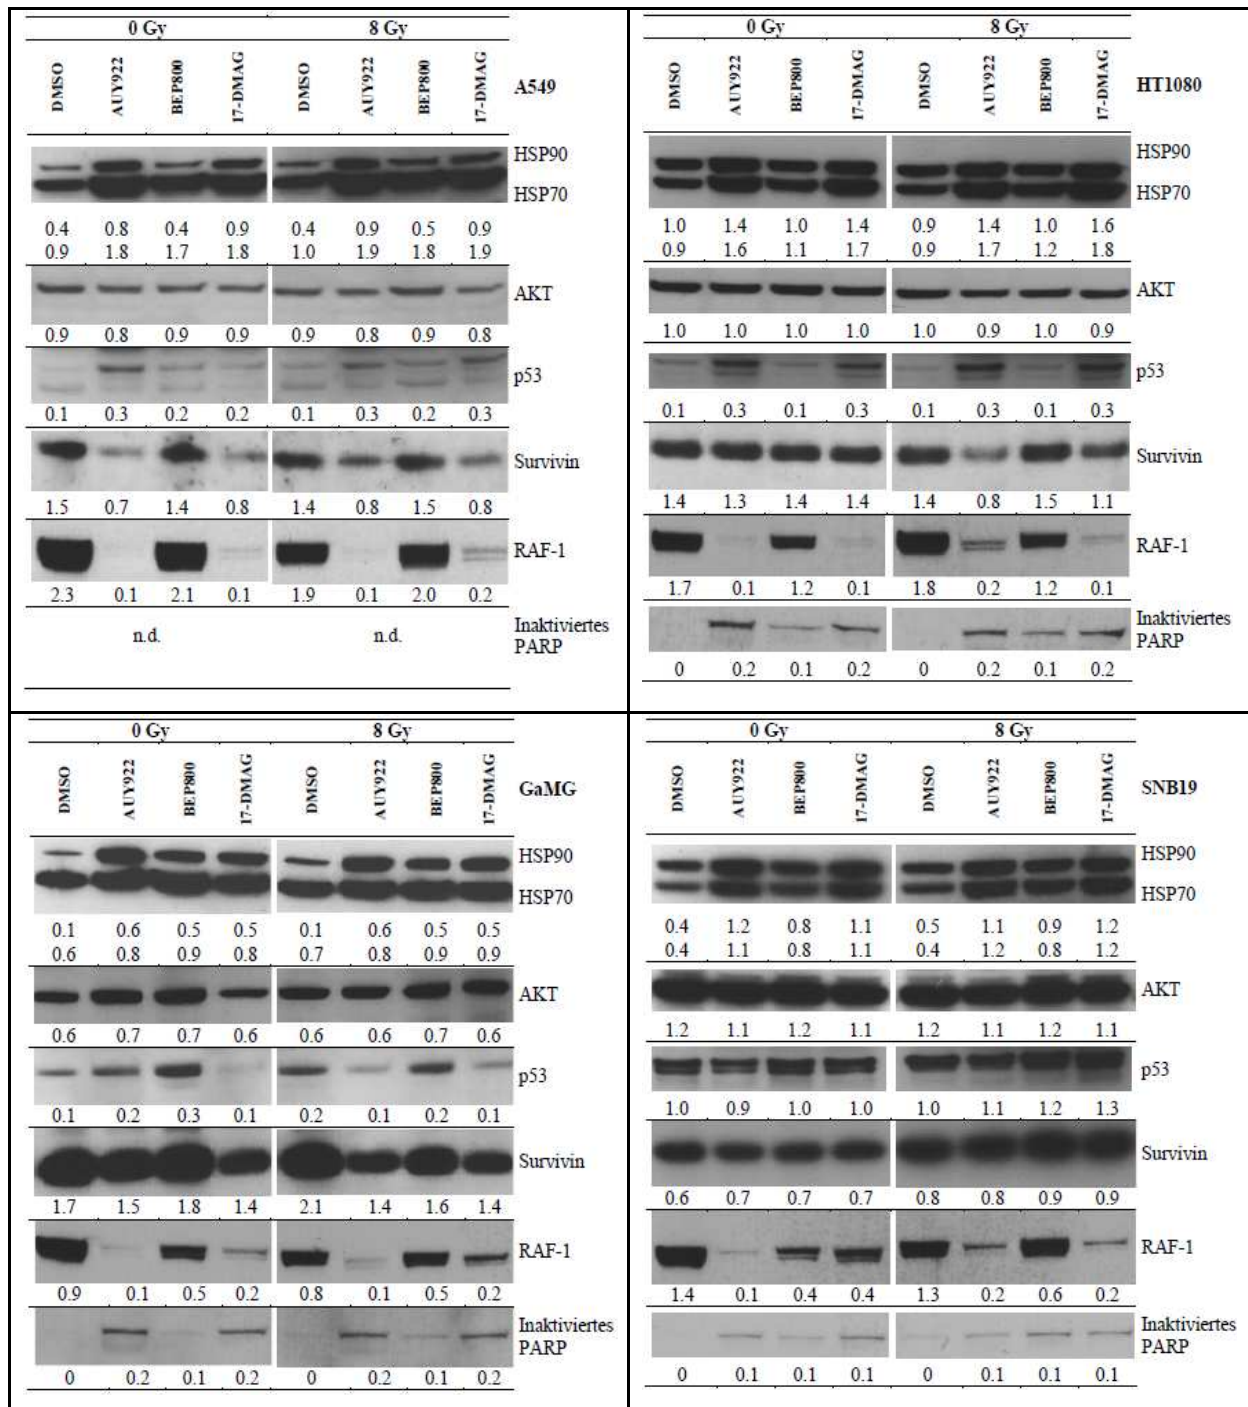 0 Gy 8 Gy
DMSO AUY922 BEP800 17-DMAG DMSO AUY922 BEP800 17-DMAG A549
HSP90
HSP70
0.4 0.8 0.4 0.9 0.4 0.9 0.5 0.9
0.9 1.8 1.7 1.8 1.0 1.9 1.8 1.9
AKT
0.9 0.8 0.9 0.9 0.9 0.8 0.9 0.8
p53
0.1 0.3 0.2 0.2 0.1 0.3 0.2 0.3
Survivin
1.5 0.7 1.4 0.8 1.4 0.8 1.5 0.8
RAF-1
2.3 0.1 2.1 0.1 1.9 0.1 2.0 0.2
n.d. n.d. Inaktiviertes
PARP
0 Gy 8 Gy
DMSO AUY922 BEP800 17-DMAG DMSO AUY922 BEP800 17-DMAG HT1080
HSP90
HSP70
1.0 1.4 1.0 1.4 0.9 1.4 1.0 1.6
0.9 1.6 1.1 1.7 0.9 1.7 1.2 1.8
AKT
1.0 1.0 1.0 1.0 1.0 0.9 1.0 0.9
p53
0.1 0.3 0.1 0.3 0.1 0.3 0.1 0.3
Survivin
1.4 1.3 1.4 1.4 1.4 0.8 1.5 1.1
RAF-1
1.7 0.1 1.2 0.1 1.8 0.2 1.2 0.1
Inaktiviertes
PARP
0 0.2 0.1 0.2 0 0.2 0.1 0.2
0 Gy 8 Gy
DMSO AUY922 BEP800 17-DMAG DMSO AUY922 BEP800 17-DMAG GaMG
HSP90
HSP70
0.1 0.6 0.5 0.5 0.1 0.6 0.5 0.5
0.6 0.8 0.9 0.8 0.7 0.8 0.9 0.9
AKT
0.6 0.7 0.7 0.6 0.6 0.6 0.7 0.6
p53
0.1 0.2 0.3 0.1 0.2 0.1 0.2 0.1
Survivin
1.7 1.5 1.8 1.4 2.1 1.4 1.6 1.4
RAF-1
0.9 0.1 0.5 0.2 0.8 0.1 0.5 0.2
Inaktiviertes
PARP
0 0.2 0.1 0.2 0 0.2 0.1 0.2
0 Gy 8 Gy
DMSO AUY922 BEP800 17-DMAG DMSO AUY922 BEP800 17-DMAG SNB19
HSP90
HSP70
0.4 1.2 0.8 1.1 0.5 1.1 0.9 1.2
0.4 1.1 0.8 1.1 0.4 1.2 0.8 1.2
AKT
1.2 1.1 1.2 1.1 1.2 1.1 1.2 1.1
p53
1.0 0.9 1.0 1.0 1.0 1.1 1.2 1.3
Survivin
0.6 0.7 0.7 0.7 0.8 0.8 0.9 0.9
RAF-1
1.4 0.1 0.4 0.4 1.3 0.2 0.6 0.2
Inaktiviertes
PARP
0 0.1 0.1 0.1 0 0.1 0.1 0.1